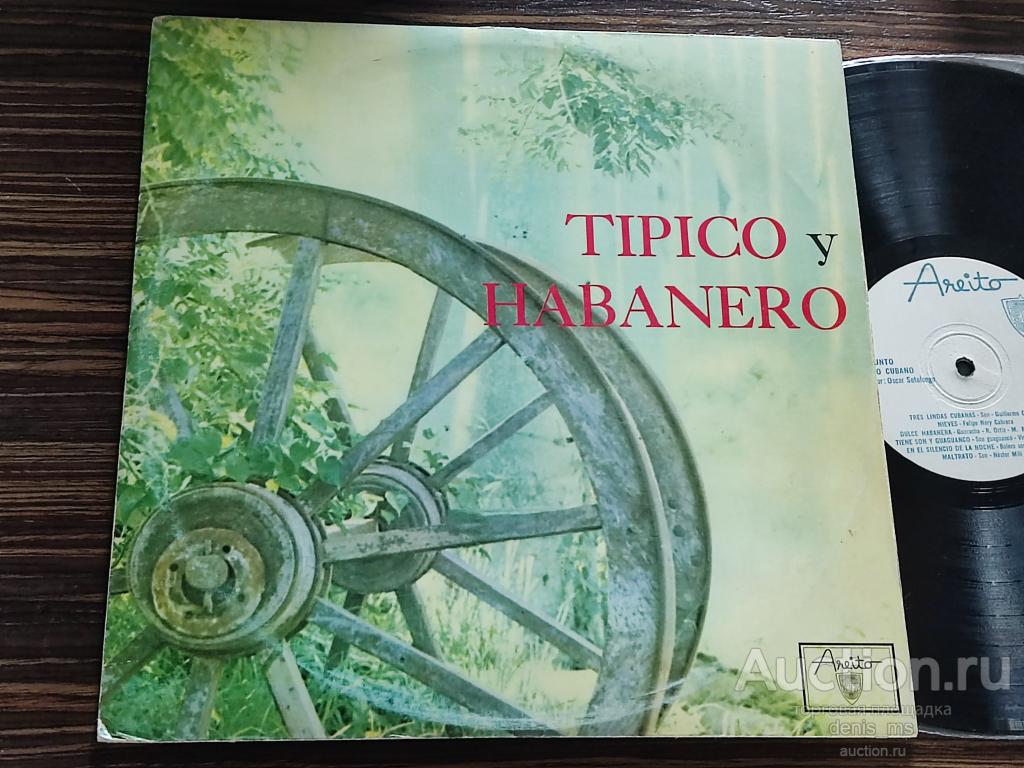 TIPICO y
HABANERO
Areito
UNTO
O CUBANO
or: Oscar Sotolongo
TRES LINDAS CUBANAS - Son - Guillermo C
NIEVES - Felipe Nery Cabrera
DULCE HABANERA - Guaracha - R. Ortiz - M.
TIENE SON Y GUAGUANCO - Son guaguancó - V
EN EL SILENCIO DE LA NOCHE - Bolero
MALTRATO - Son - Néstor Mili
Areito
Auction.ru
торговая площадка
denis_ms
auction.ru